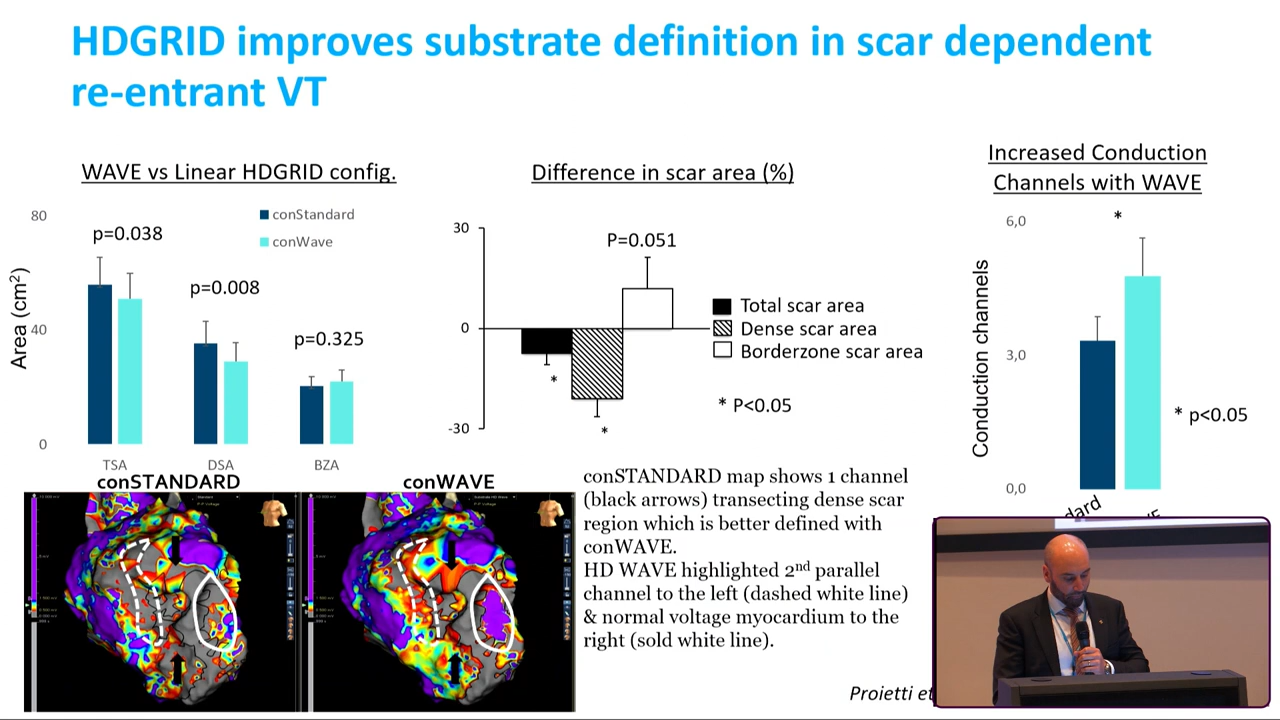 HDGRID improves substrate definition in scar dependent
re-entrant VT
WAVE vs Linear HDGRID config.
80
40
0
Area (cm²)
conStandard
conWave
p=0.038
p=0.008
p=0.325
TSA
DSA
BZA
Difference in scar area (%)
30
0
-30
P=0.051
*
*
Total scar area
Dense scar area
Borderzone scar area
* P<0.05
Increased Conduction
Channels with WAVE
6,0
3,0
0,0
Conduction channels
*
* p<0.05
dard
conSTANDARD
conWAVE
conSTANDARD map shows 1 channel
(black arrows) transecting dense scar
region which is better defined with
conWAVE.
HD WAVE highlighted 2nd parallel
channel to the left (dashed white line)
& normal voltage myocardium to the
right (sold white line).
Proietti et